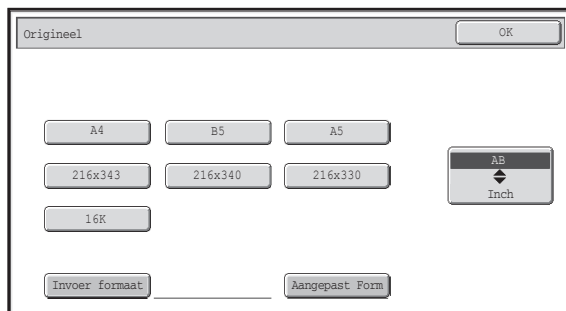 Origineel OK
A4 B5 A5
216x343 216x340 216x330
AB
Inch
16K
Invoer formaat Aangepast Form